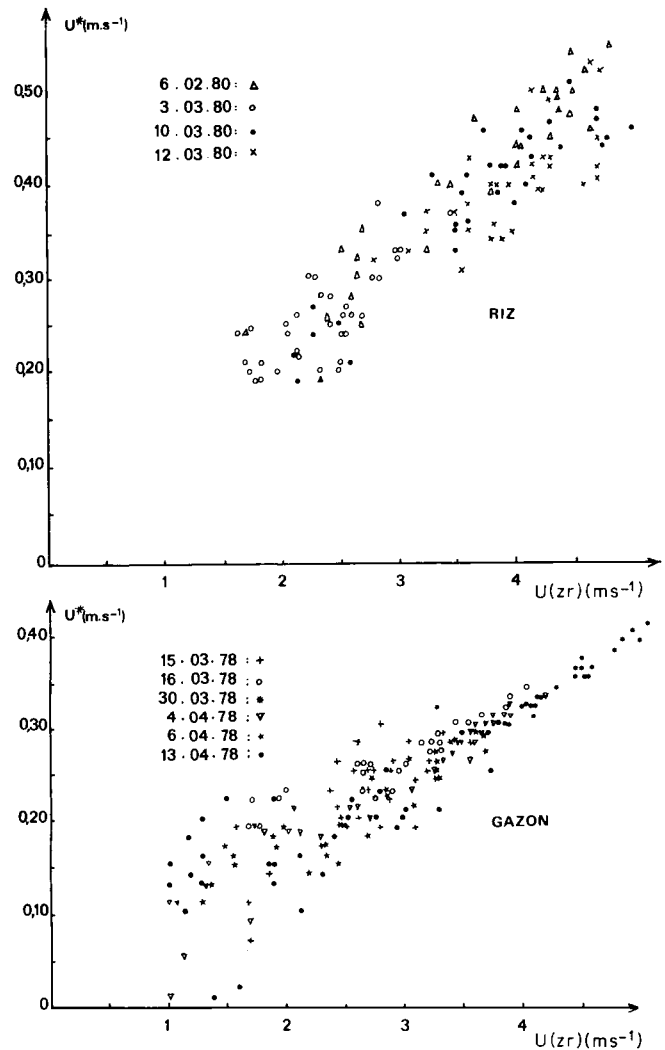 U*(m.s⁻¹)
6.02.80: Δ
3.03.80: o
10.03.80: •
12.03.80: ×
0,50
0,40
0,30
0,20
0,10
0
RIZ
1 2 3 4 U(zr)(ms⁻¹)
U*(m.s⁻¹)
15.03.78: +
16.03.78: o
30.03.78: *
4.04.78: ▽
6.04.78: ★
13.04.78: •
0,40
0,30
0,20
0,10
0
GAZON
1 2 3 4 U(zr)(ms⁻¹)